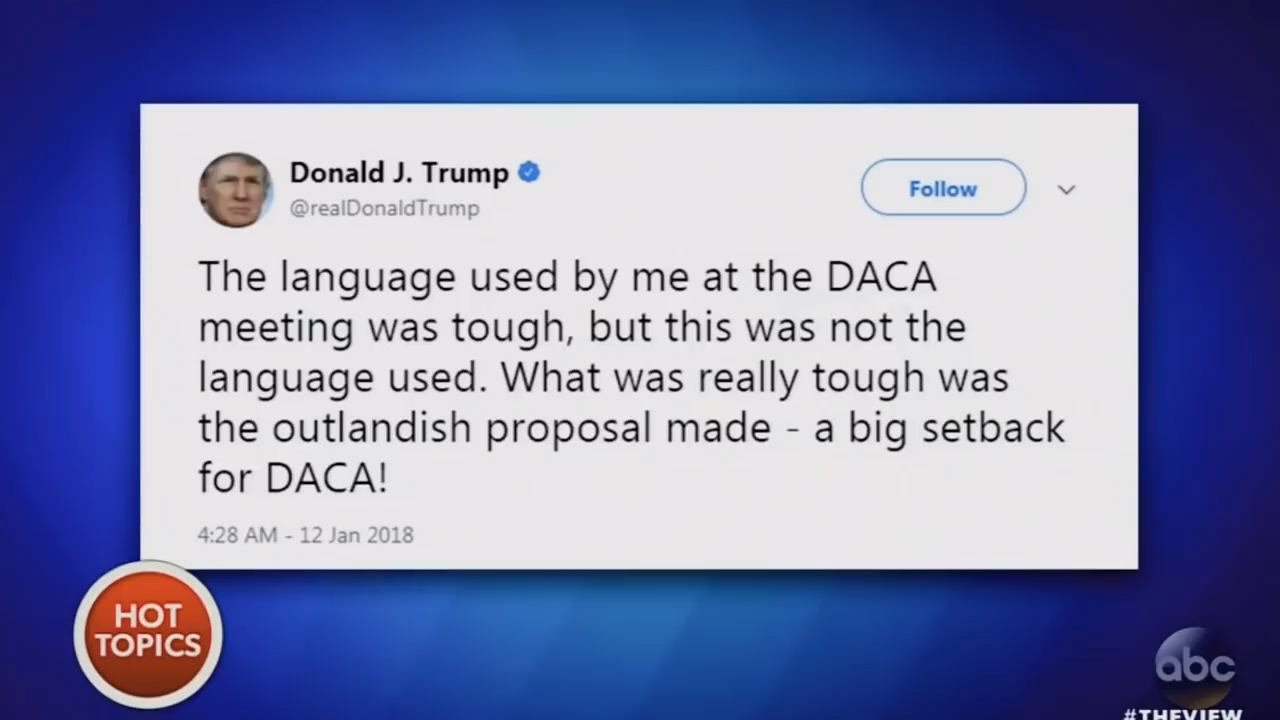 Donald J. Trump
@realDonaldTrump
Follow
The language used by me at the DACA
meeting was tough, but this was not the
language used. What was really tough was
the outlandish proposal made - a big setback
for DACA!
4:28 AM - 12 Jan 2018
HOT
TOPICS
abc
#THEVIEW